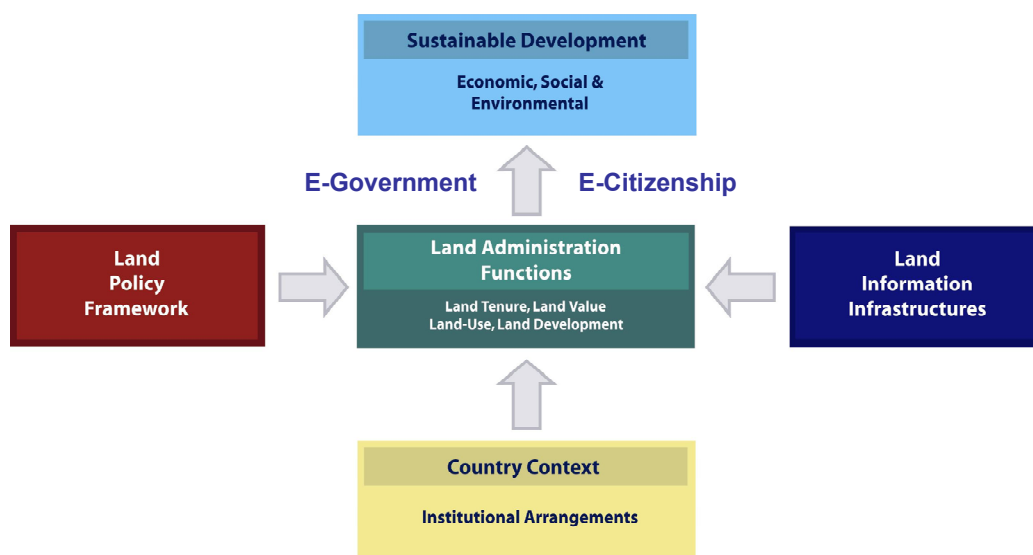 Sustainable Development
Economic, Social &
Environmental
E-Government
E-Citizenship
Land
Policy
Framework
Land Administration
Functions
Land Tenure, Land Value
Land-Use, Land Development
Land
Information
Infrastructures
Country Context
Institutional Arrangements